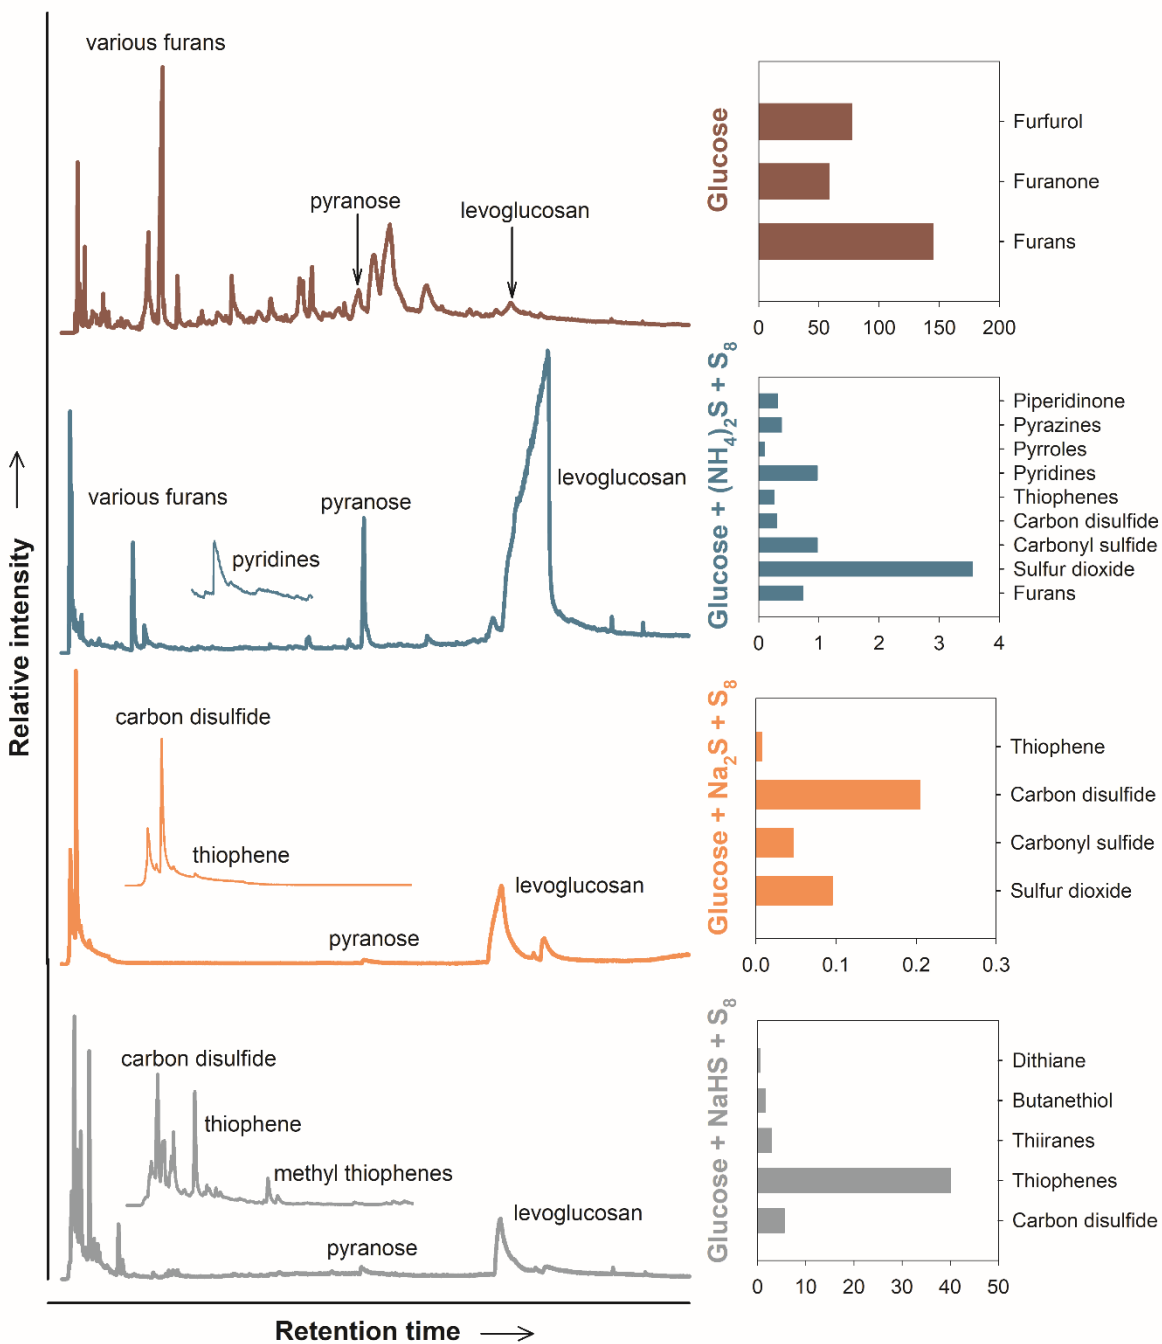 various furans
pyranose
levoglucosan
Glucose
Furfurol
Furanone
Furans
0 50 100 150 200
various furans
pyridines
pyranose
levoglucosan
Glucose + (NH₄)₂S + S₈
Piperidinone
Pyrazines
Pyrroles
Pyridines
Thiophenes
Carbon disulfide
Carbonyl sulfide
Sulfur dioxide
Furans
0 1 2 3 4
carbon disulfide
thiophene
pyranose
levoglucosan
Glucose + Na₂S + S₈
Thiophene
Carbon disulfide
Carbonyl sulfide
Sulfur dioxide
0.0 0.1 0.2 0.3
carbon disulfide
thiophene
methyl thiophenes
pyranose
levoglucosan
Glucose + NaHS + S₈
Dithiane
Butanethiol
Thiiranes
Thiophenes
Carbon disulfide
0 10 20 30 40 50
Relative intensity →
Retention time →